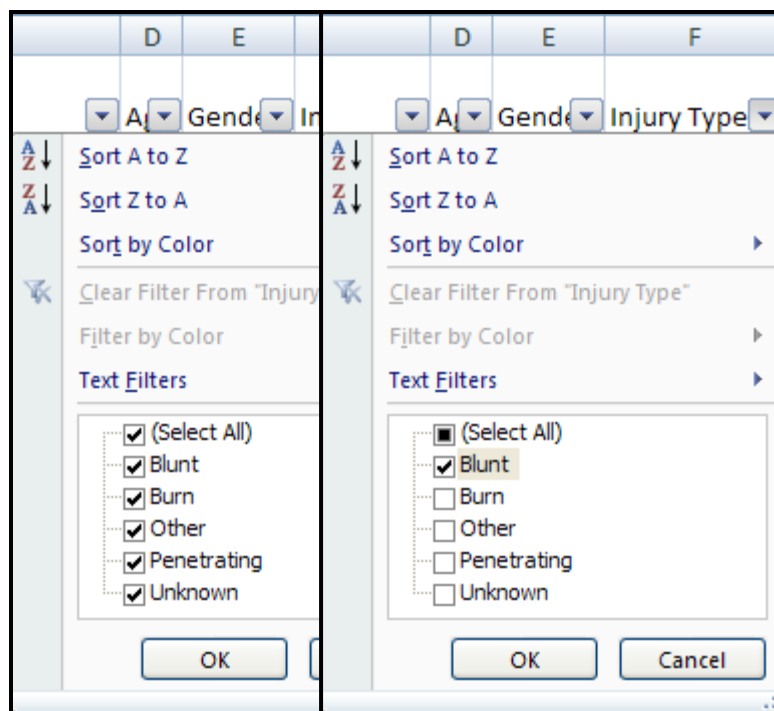 D E
Gende In
Sort A to Z
Sort Z to A
Sort by Color
Clear Filter From "Injury
Filter by Color
Text Filters
(Select All)
Blunt
Burn
Other
Penetrating
Unknown
OK
D E F
Gende Injury Type
Sort A to Z
Sort Z to A
Sort by Color
Clear Filter From "Injury Type"
Filter by Color
Text Filters
(Select All)
Blunt
Burn
Other
Penetrating
Unknown
OK Cancel